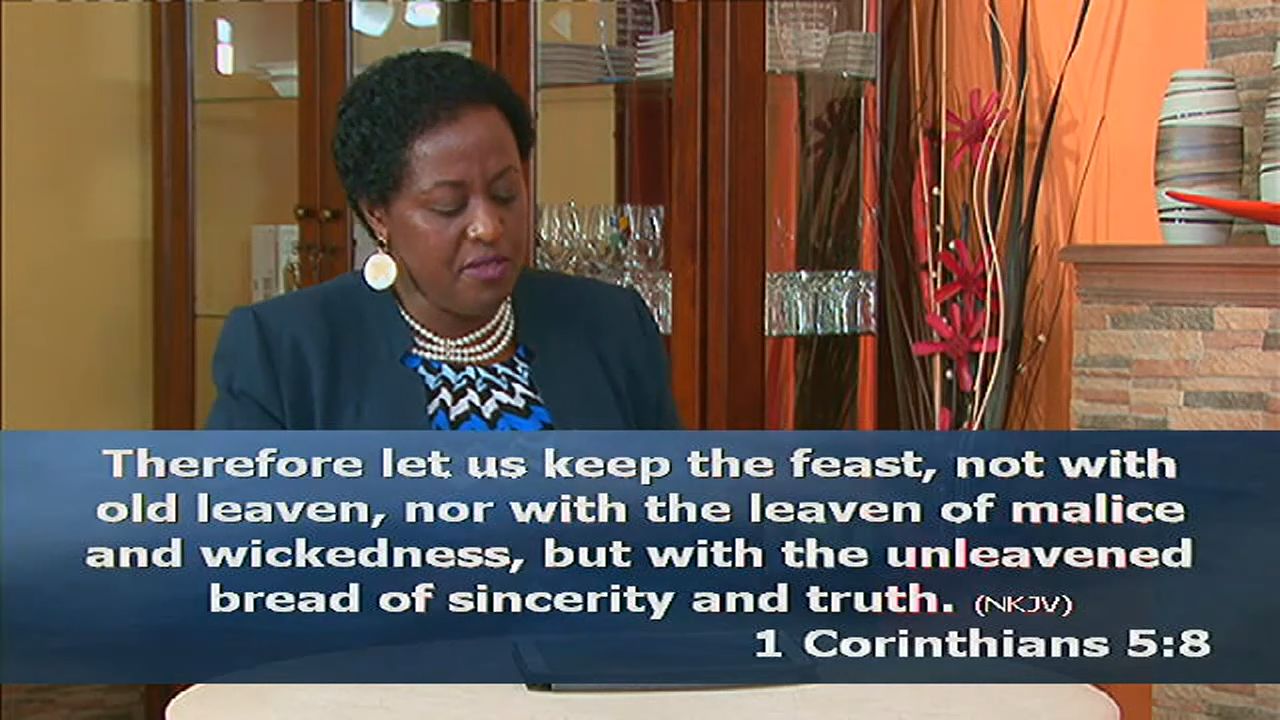 Therefore let us keep the feast, not with
old leaven, nor with the leaven of malice
and wickedness, but with the unleavened
bread of sincerity and truth. (NKJV)
1 Corinthians 5:8